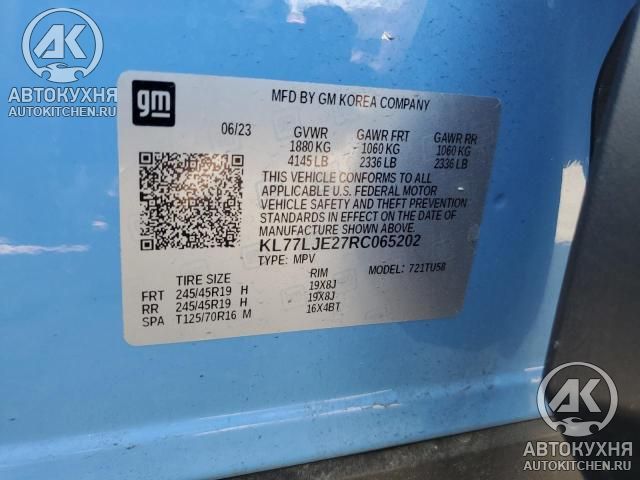 AK
АВТОКУХНЯ
AUTOKITCHEN.RU
gm
MFD BY GM KOREA COMPANY
06/23 GVWR GAWR FRT GAWR RR
1880 KG 1060 KG 1060 KG
4145 LB 2336 LB 2336 LB
THIS VEHICLE CONFORMS TO ALL
APPLICABLE U.S. FEDERAL MOTOR
VEHICLE SAFETY AND THEFT PREVENTION
STANDARDS IN EFFECT ON THE DATE OF
MANUFACTURE SHOWN ABOVE.
KL77LJE27RC065202
TYPE: MPV MODEL: 721TU58
TIRE SIZE RIM
FRT 245/45R19 H 19X8J
RR 245/45R19 H 19X8J
SPA T125/70R16 M 16X4BT
AK
АВТОКУХНЯ
AUTOKITCHEN.RU